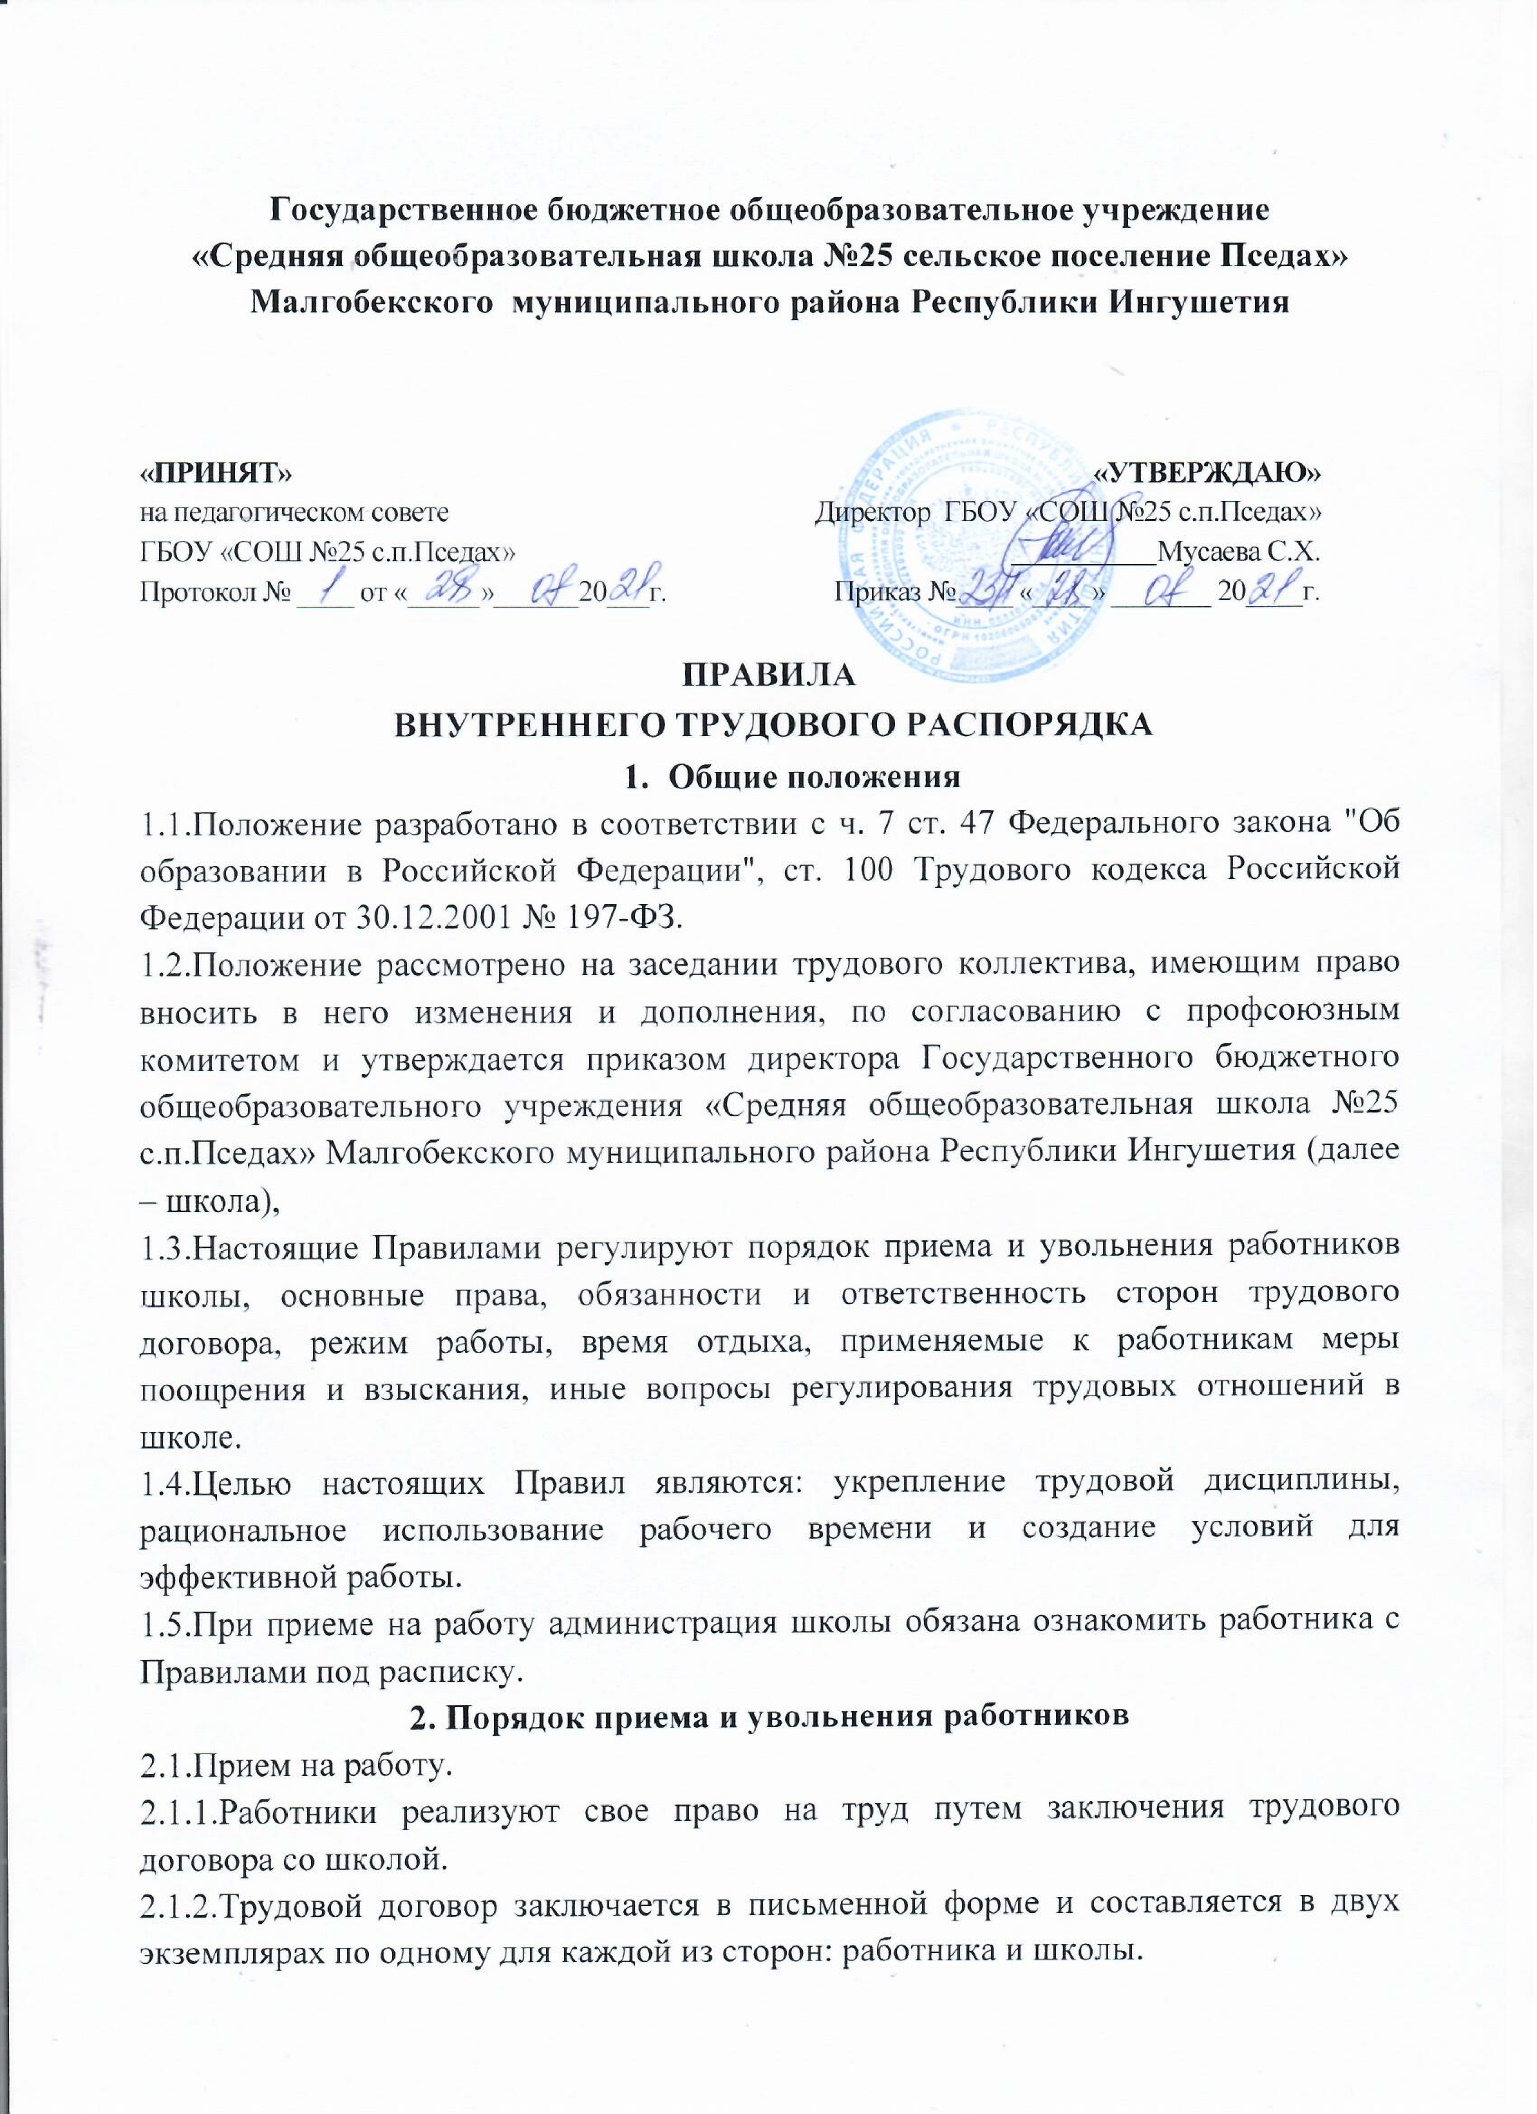 Государственное бюджетное общеобразовательное учреждение
«Средняя общеобразовательная школа №25 сельское поселение Пседах»
Малгобекского муниципального района Республики Ингушетия
«ПРИНЯТ» «УТВЕРЖДАЮ»
на педагогическом совете Директор ГБОУ «СОШ №25 с.п.Пседах»
ГБОУ «СОШ №25 с.п.Пседах» Мусаева С.Х.
Протокол № 1 от «28» 2021г. Приказ № «28» 2021г.
РОССИЙСКАЯ ФЕДЕРАЦИЯ
ПРАВИЛА
ВНУТРЕННЕГО ТРУДОВОГО РАСПОРЯДКА
1. Общие положения
1.1.Положение разработано в соответствии с ч. 7 ст. 47 Федерального закона "Об
образовании в Российской Федерации", ст. 100 Трудового кодекса Российской
Федерации от 30.12.2001 № 197-ФЗ.
1.2.Положение рассмотрено на заседании трудового коллектива, имеющим право
вносить в него изменения и дополнения, по согласованию с профсоюзным
комитетом и утверждается приказом директора Государственного бюджетного
общеобразовательного учреждения «Средняя общеобразовательная школа №25
с.п.Пседах» Малгобекского муниципального района Республики Ингушетия (далее
– школа),
1.3.Настоящие Правилами регулируют порядок приема и увольнения работников
школы, основные права, обязанности и ответственность сторон трудового
договора, режим работы, время отдыха, применяемые к работникам меры
поощрения и взыскания, иные вопросы регулирования трудовых отношений в
школе.
1.4.Целью настоящих Правил являются: укрепление трудовой дисциплины,
рациональное использование рабочего времени и создание условий для
эффективной работы.
1.5.При приеме на работу администрация школы обязана ознакомить работника с
Правилами под расписку.
2. Порядок приема и увольнения работников
2.1.Прием на работу.
2.1.1.Работники реализуют свое право на труд путем заключения трудового
договора со школой.
2.1.2.Трудовой договор заключается в письменной форме и составляется в двух
экземплярах по одному для каждой из сторон: работника и школы.